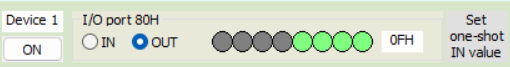 Device 1
ON
I/O port 80H
IN
OUT
0FH
Set
one-shot
IN value